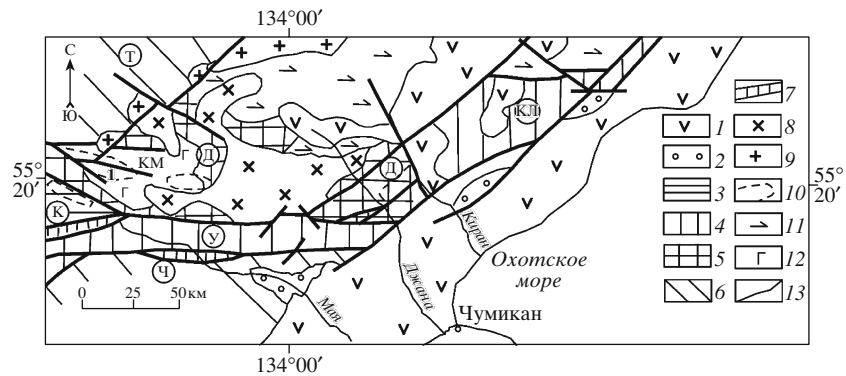 134°00′
С
Ю
Т
КМ
Г
Д
Г
1
К
У
Ч
Д
КЛ
55°
20′
55°
20′
0 25 50 км
Мая
Джана
Киран
Охотское
море
Чумикан
1
2
3
4
5
6
7
8
9
10
11
12
13
134°00′